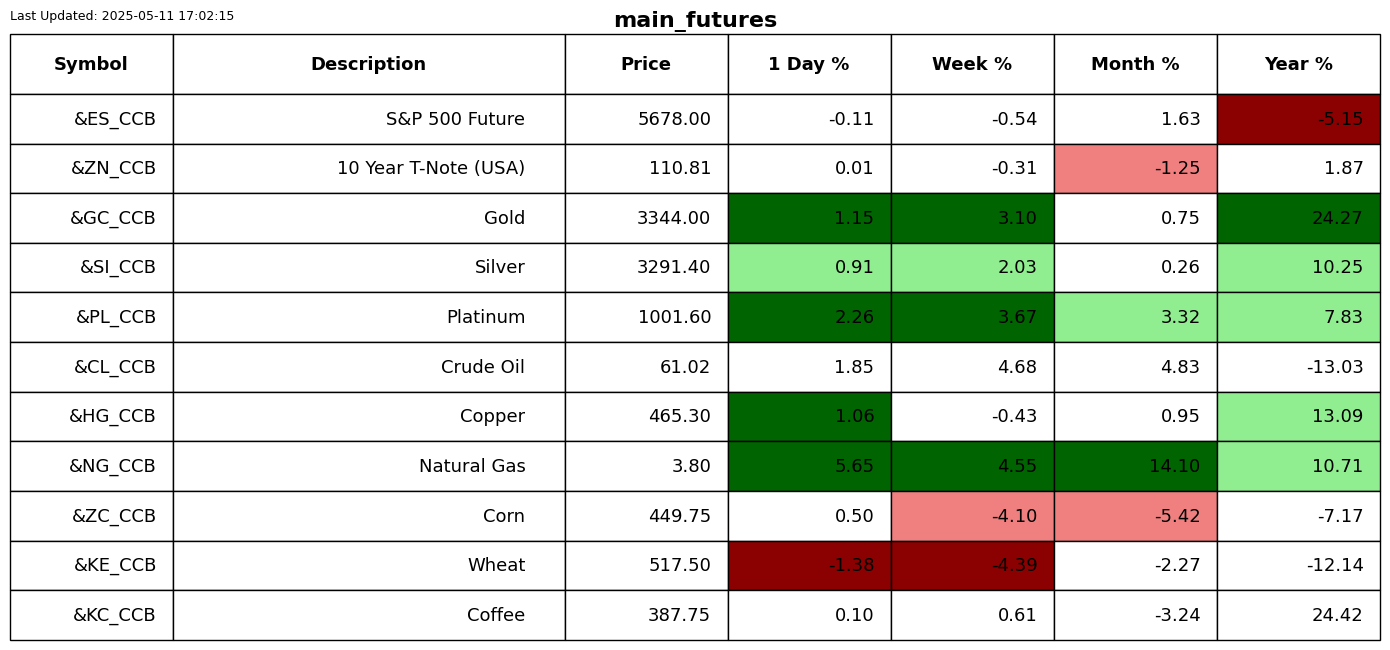 Last Updated: 2025-05-11 17:02:15
main_futures
Symbol Description Price 1 Day % Week % Month % Year %
&ES_CCB S&P 500 Future 5678.00 -0.11 -0.54 1.63 -5.15
&ZN_CCB 10 Year T-Note (USA) 110.81 0.01 -0.31 -1.25 1.87
&GC_CCB Gold 3344.00 1.15 3.10 0.75 24.27
&SI_CCB Silver 3291.40 0.91 2.03 0.26 10.25
&PL_CCB Platinum 1001.60 2.26 3.67 3.32 7.83
&CL_CCB Crude Oil 61.02 1.85 4.68 4.83 -13.03
&HG_CCB Copper 465.30 1.06 -0.43 0.95 13.09
&NG_CCB Natural Gas 3.80 5.65 4.55 14.10 10.71
&ZC_CCB Corn 449.75 0.50 -4.10 -5.42 -7.17
&KE_CCB Wheat 517.50 -1.38 -4.39 -2.27 -12.14
&KC_CCB Coffee 387.75 0.10 0.61 -3.24 24.42